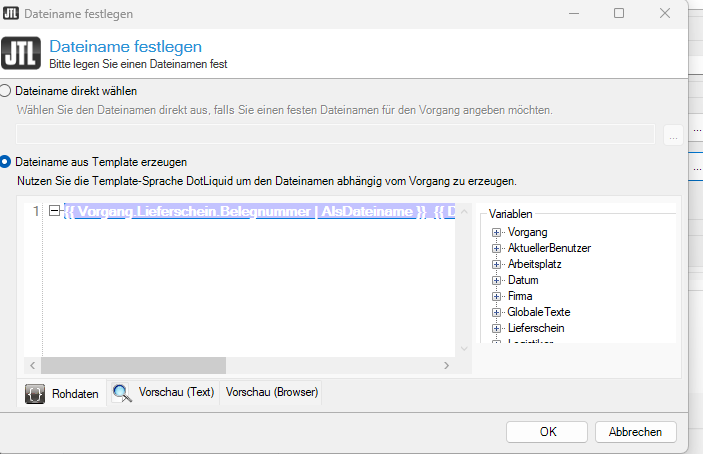 JTL Dateiname festlegen
JTL
Dateiname festlegen
Bitte legen Sie einen Dateinamen fest
Dateiname direkt wählen
Wählen Sie den Dateinamen direkt aus, falls Sie einen festen Dateinamen für den Vorgang angeben möchten.
...
...
...
Dateiname aus Template erzeugen
Nutzen Sie die Template-Sprache DotLiquid um den Dateinamen abhängig vom Vorgang zu erzeugen.
1 {{ Vorgang.Lieferschein.Belegnummer | AlsDateiname }}_{{ D
Variablen
Vorgang
AktuellerBenutzer
Arbeitsplatz
Datum
Firma
GlobaleTexte
Lieferschein
Rohdaten
Vorschau (Text)
Vorschau (Browser)
OK
Abbrechen